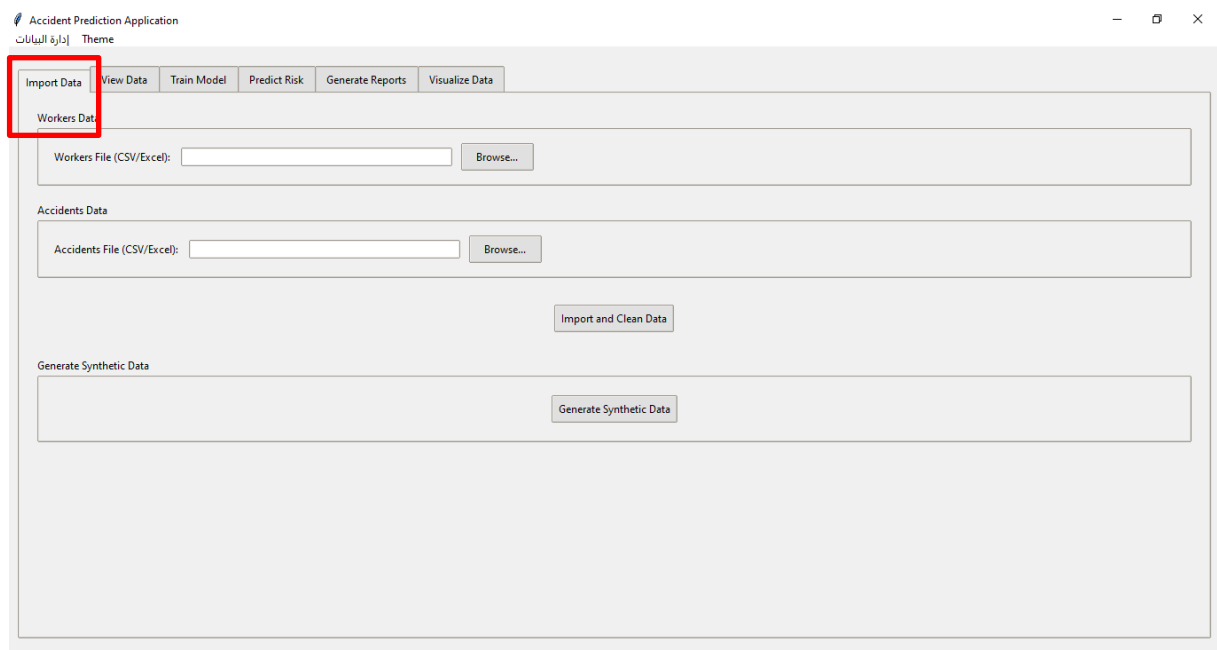 Accident Prediction Application
إدارة البيانات Theme
Import Data View Data Train Model Predict Risk Generate Reports Visualize Data
Workers Data
Workers File (CSV/Excel): Browse...
Accidents Data
Accidents File (CSV/Excel): Browse...
Import and Clean Data
Generate Synthetic Data
Generate Synthetic Data